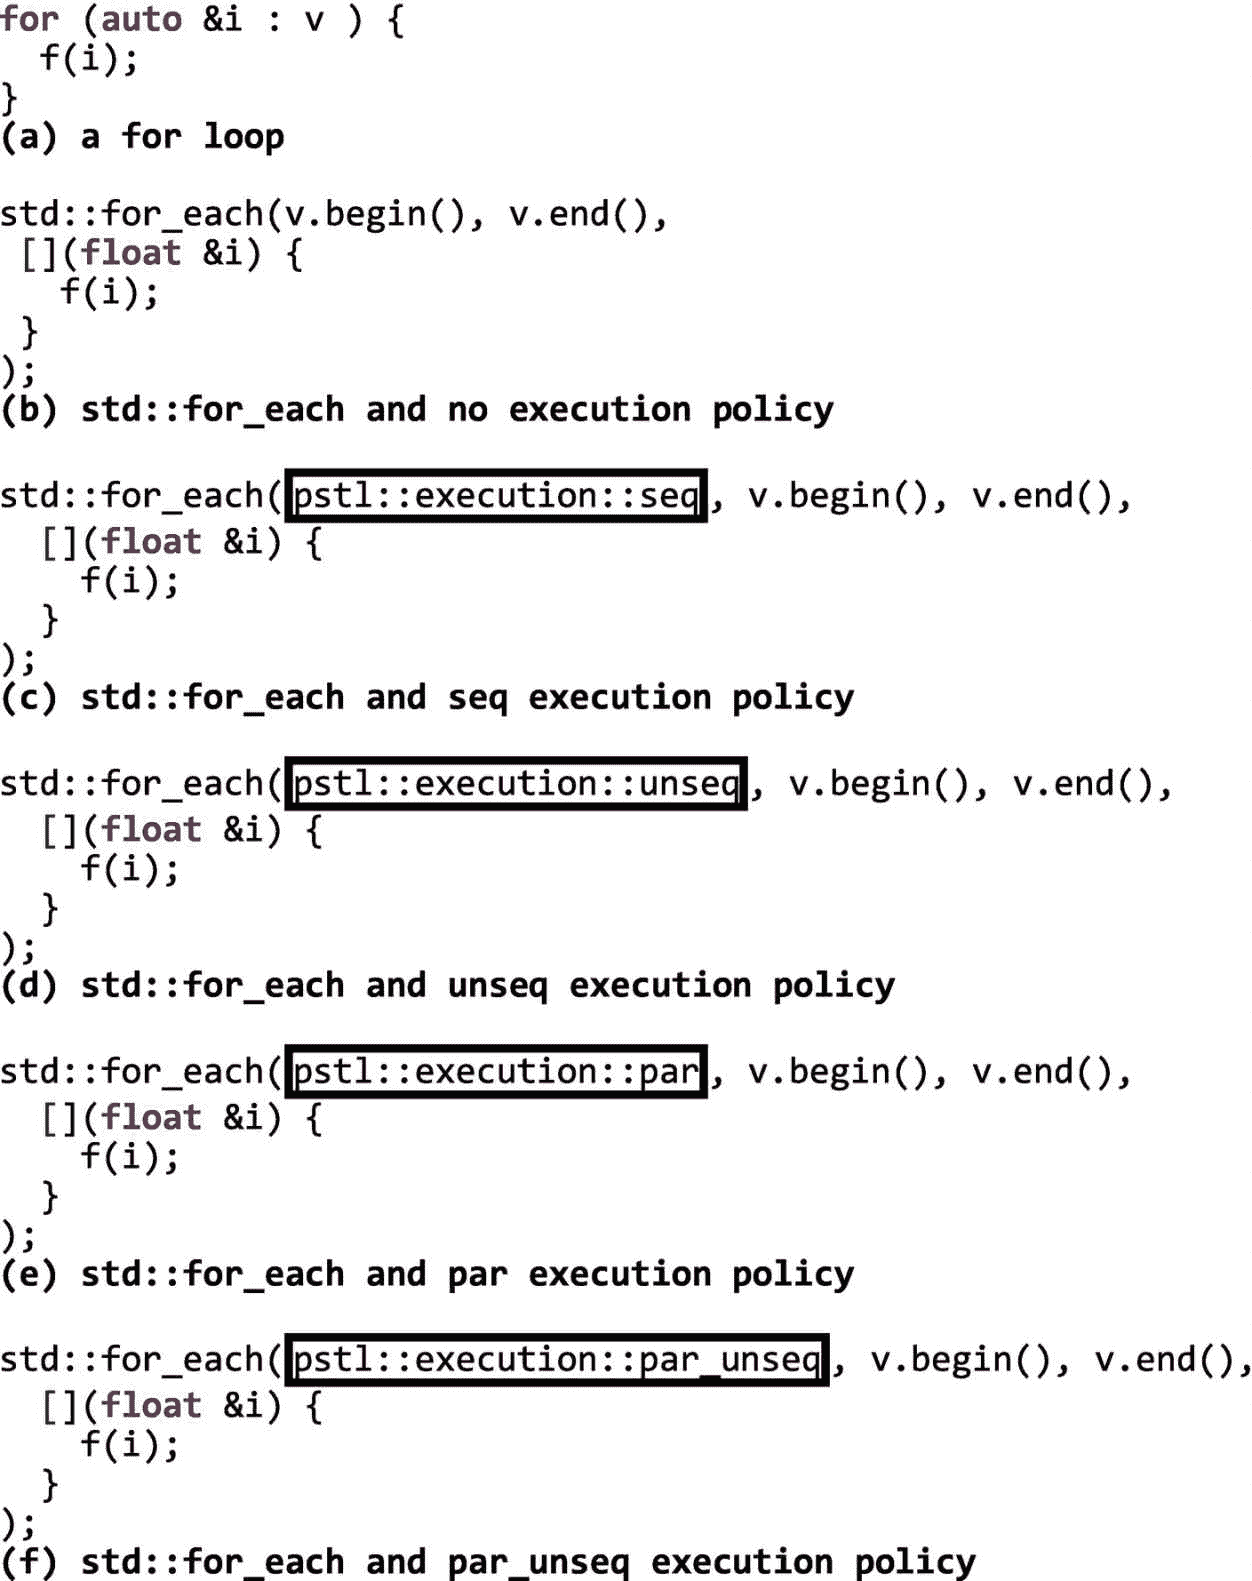 for (auto &i : v ) {
  f(i);
}
(a) a for loop
std::for_each(v.begin(), v.end(),
 [](float &i) {
   f(i);
 }
);
(b) std::for_each and no execution policy
std::for_each(pstl::execution::seq, v.begin(), v.end(),
  [](float &i) {
    f(i);
  }
);
(c) std::for_each and seq execution policy
std::for_each(pstl::execution::unseq, v.begin(), v.end(),
  [](float &i) {
    f(i);
  }
);
(d) std::for_each and unseq execution policy
std::for_each(pstl::execution::par, v.begin(), v.end(),
  [](float &i) {
    f(i);
  }
);
(e) std::for_each and par execution policy
std::for_each(pstl::execution::par_unseq, v.begin(), v.end(),
  [](float &i) {
    f(i);
  }
);
(f) std::for_each and par_unseq execution policy